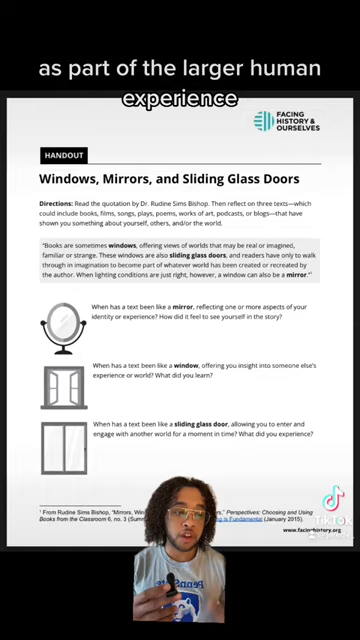 as part of the larger human
experience
FACING
HISTORY &
OURSELVES
HANDOUT
Windows, Mirrors, and Sliding Glass Doors
Directions: Read the quotation by Dr. Rudine Sims Bishop. Then reflect on three texts—which
could include books, films, songs, plays, poems, works of art, podcasts, or blogs—that have
shown you something about yourself, others, and/or the world.
"Books are sometimes windows, offering views of worlds that may be real or imagined,
familiar or strange. These windows are also sliding glass doors, and readers have only to walk
through in imagination to become part of whatever world has been created or recreated by
the author. When lighting conditions are just right, however, a window can also be a mirror."¹
When has a text been like a mirror, reflecting one or more aspects of your
identity or experience? How did it feel to see yourself in the story?
When has a text been like a window, offering you insight into someone else's
experience or world? What did you learn?
When has a text been like a sliding glass door, allowing you to enter and
engage with another world for a moment in time? What did you experience?
¹ From Rudine Sims Bishop, "Mirrors, Perspectives: Choosing and Using
Books from the Classroom 6, no. 3 is Fundamental (January 2015).
www.facinghistory.org
TikTok
PennState